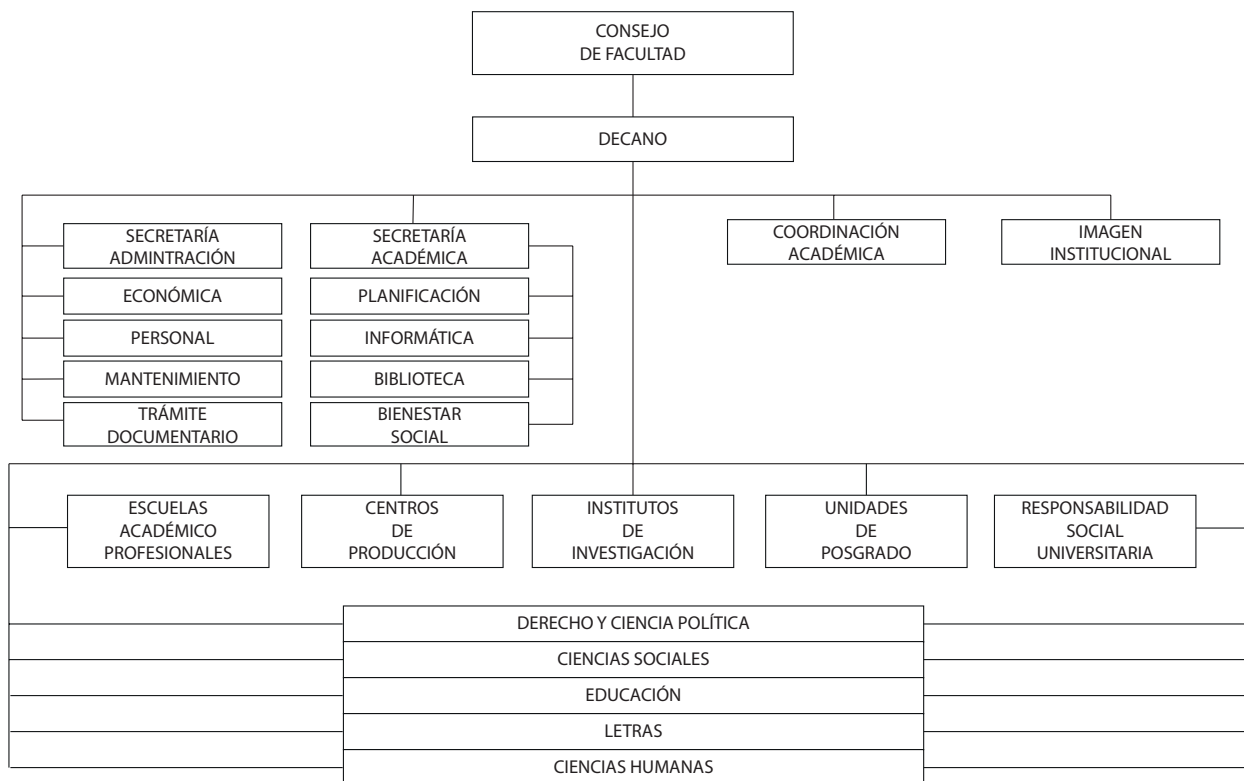 CONSEJO
DE FACULTAD
DECANO
SECRETARÍA
ADMINTRACIÓN
SECRETARÍA
ACADÉMICA
COORDINACIÓN
ACADÉMICA
IMAGEN
INSTITUCIONAL
ECONÓMICA
PLANIFICACIÓN
PERSONAL
INFORMÁTICA
MANTENIMIENTO
BIBLIOTECA
TRÁMITE
DOCUMENTARIO
BIENESTAR
SOCIAL
ESCUELAS
ACADÉMICO
PROFESIONALES
CENTROS
DE
PRODUCCIÓN
INSTITUTOS
DE
INVESTIGACIÓN
UNIDADES
DE
POSGRADO
RESPONSABILIDAD
SOCIAL
UNIVERSITARIA
DERECHO Y CIENCIA POLÍTICA
CIENCIAS SOCIALES
EDUCACIÓN
LETRAS
CIENCIAS HUMANAS